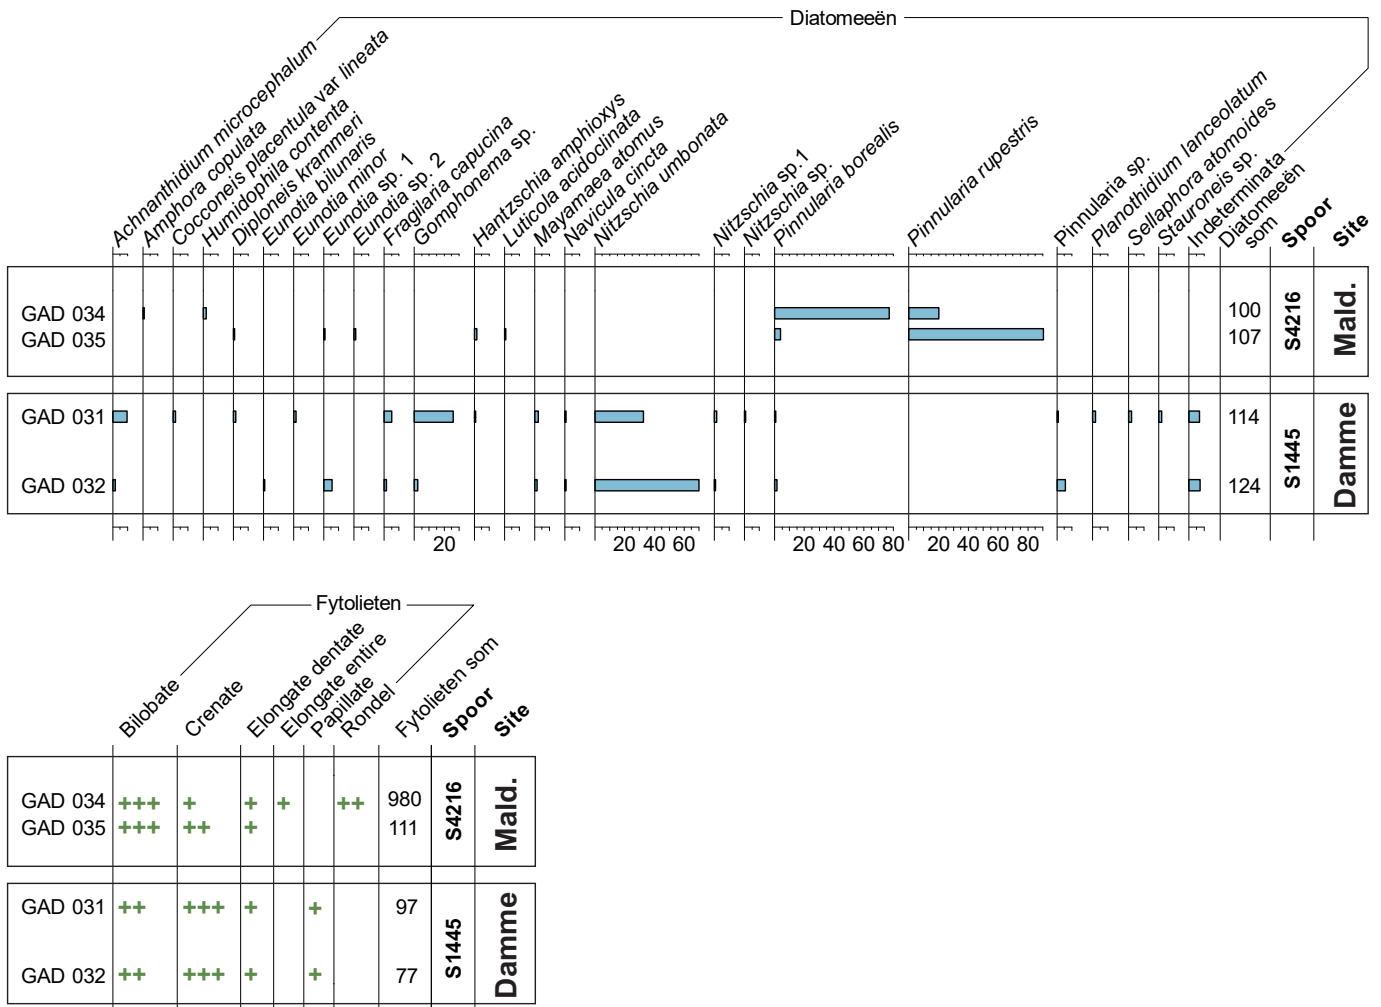 Diatomeeën
Achnanthidium microcephalum
Amphora copulata
Cocconeis placentula var lineata
Humidophila contenta
Diploneis krammeri
Eunotia bilunaris
Eunotia minor
Eunotia sp. 1
Eunotia sp. 2
Fragilaria capucina
Gomphonema sp.
Hantzschia amphioxys
Luticola acidoclinata
Mayamaea atomus
Navicula cincta
Nitzschia umbonata
Nitzschia sp.1
Nitzschia sp.
Pinnularia borealis
Pinnularia rupestris
Pinnularia sp.
Planothidium lanceolatum
Sellaphora atomoides
Stauroneis sp.
Indeterminata
Diatomeeën som
Spoor
Site
GAD 034 100
GAD 035 107
S4216
Mald.
GAD 031 114
GAD 032 124
S1445
Damme
20 20 40 60 20 40 60 80 20 40 60 80
Fytolieten
Bilobate
Crenate
Elongate dentate
Elongate entire
Papillate
Rondel
Fytolieten som
Spoor
Site
GAD 034 +++ + + + ++ 980
GAD 035 +++ ++ + 111
S4216
Mald.
GAD 031 ++ +++ + + 97
GAD 032 ++ +++ + + 77
S1445
Damme